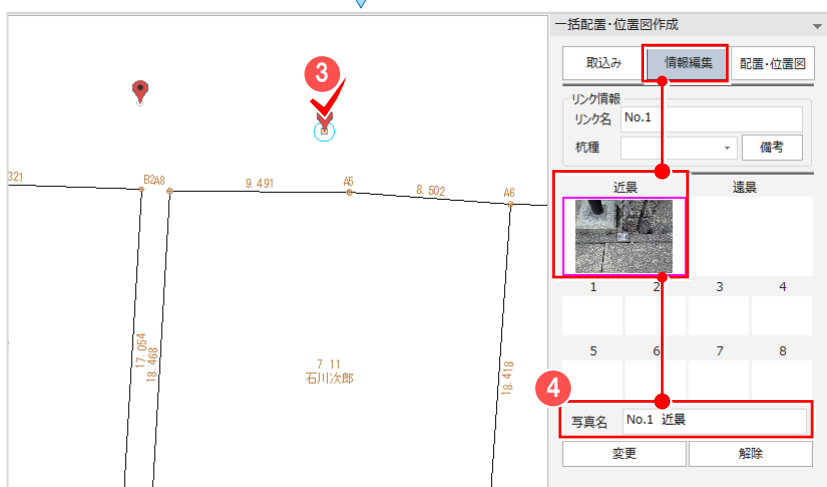 一括配置・位置図作成
取込み
情報編集
配置・位置図
リンク情報
リンク名 No.1
杭種
備考
近景
遠景
1 2 3 4
5 6 7 8
写真名 No.1 近景
変更
解除
3
4
321
B2A8
9.491
A5
8.502
A6
17.054
18.468
7 11
石川次郎
18.418